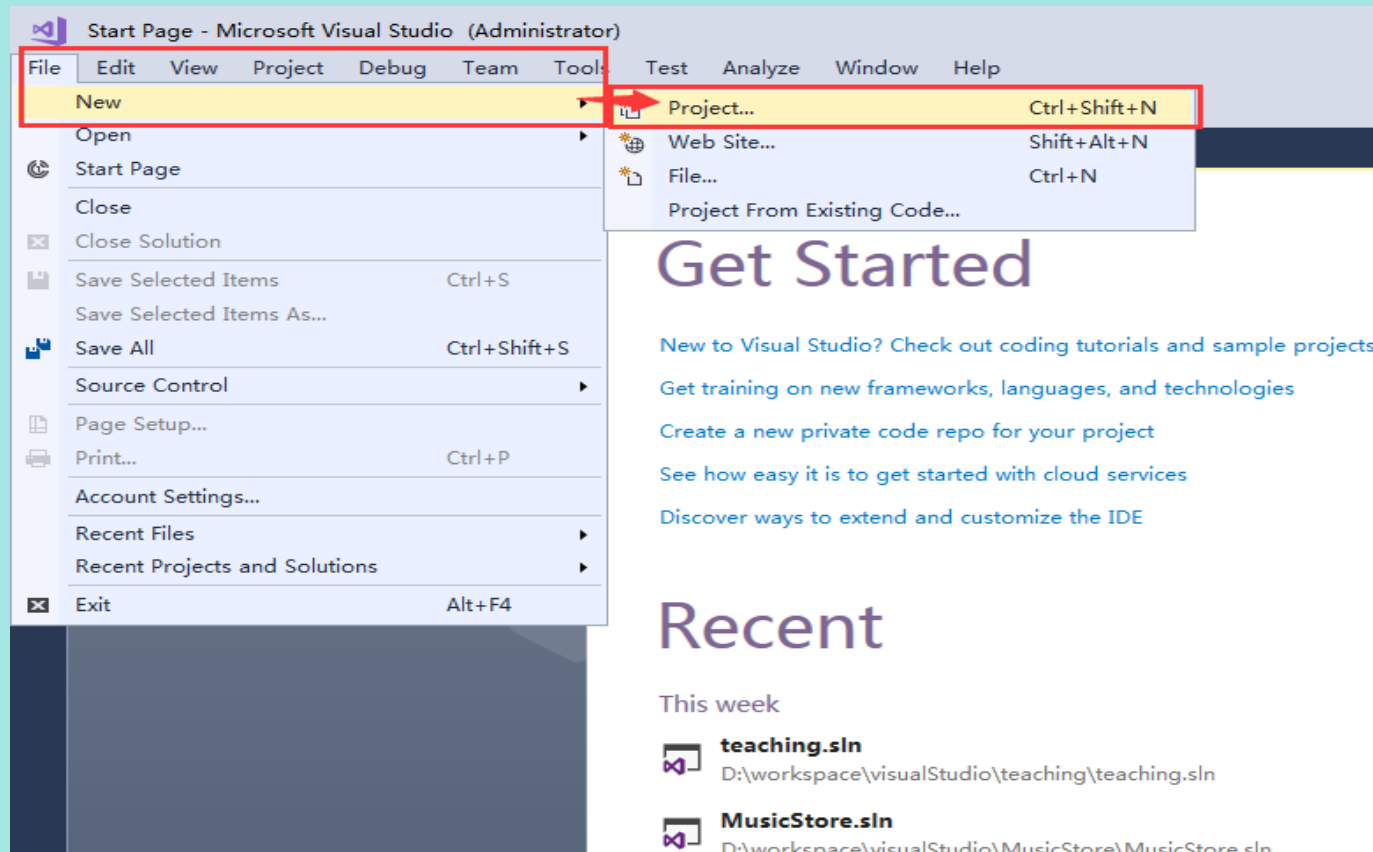 Start Page - Microsoft Visual Studio (Administrator)
File Edit View Project Debug Team Tools Test Analyze Window Help
New
Project... Ctrl+Shift+N
Open
Web Site... Shift+Alt+N
Start Page
File... Ctrl+N
Close
Project From Existing Code...
Close Solution
Save Selected Items Ctrl+S
Save Selected Items As...
Save All Ctrl+Shift+S
Source Control
Page Setup...
Print... Ctrl+P
Account Settings...
Recent Files
Recent Projects and Solutions
Exit Alt+F4
Get Started
New to Visual Studio? Check out coding tutorials and sample projects
Get training on new frameworks, languages, and technologies
Create a new private code repo for your project
See how easy it is to get started with cloud services
Discover ways to extend and customize the IDE
Recent
This week
teaching.sln
D:\workspace\visualStudio\teaching\teaching.sln
MusicStore.sln
D:\workspace\visualStudio\MusicStore\MusicStore.sln